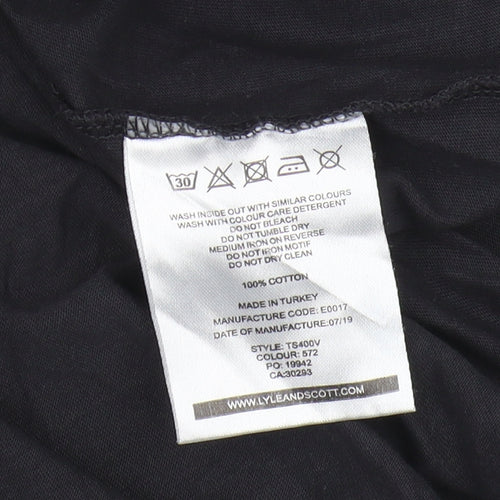 30
WASH INSIDE OUT WITH SIMILAR COLOURS
WASH WITH COLOUR CARE DETERGENT
DO NOT BLEACH
DO NOT TUMBLE DRY
MEDIUM IRON ON REVERSE
DO NOT IRON MOTIF
DO NOT DRY CLEAN
100% COTTON
MADE IN TURKEY
MANUFACTURE CODE: E0017
DATE OF MANUFACTURE:07/19
STYLE: TS400V
COLOUR: 572
PO: 19942
CA:30293
WWW.LYLEANDSCOTT.COM